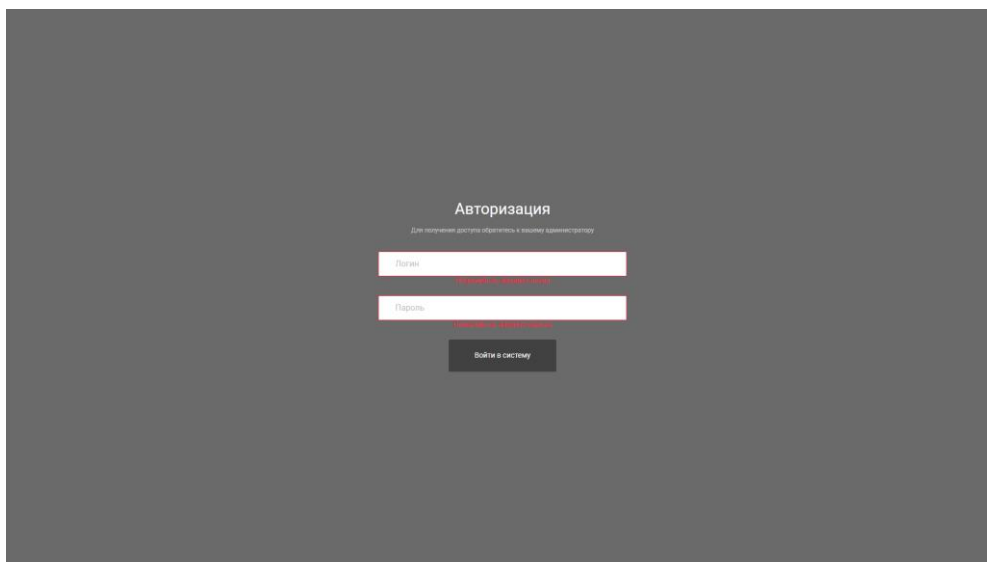 Авторизация
Для получения доступа обратитесь к вашему администратору
Логин
Пароль
Войти в систему